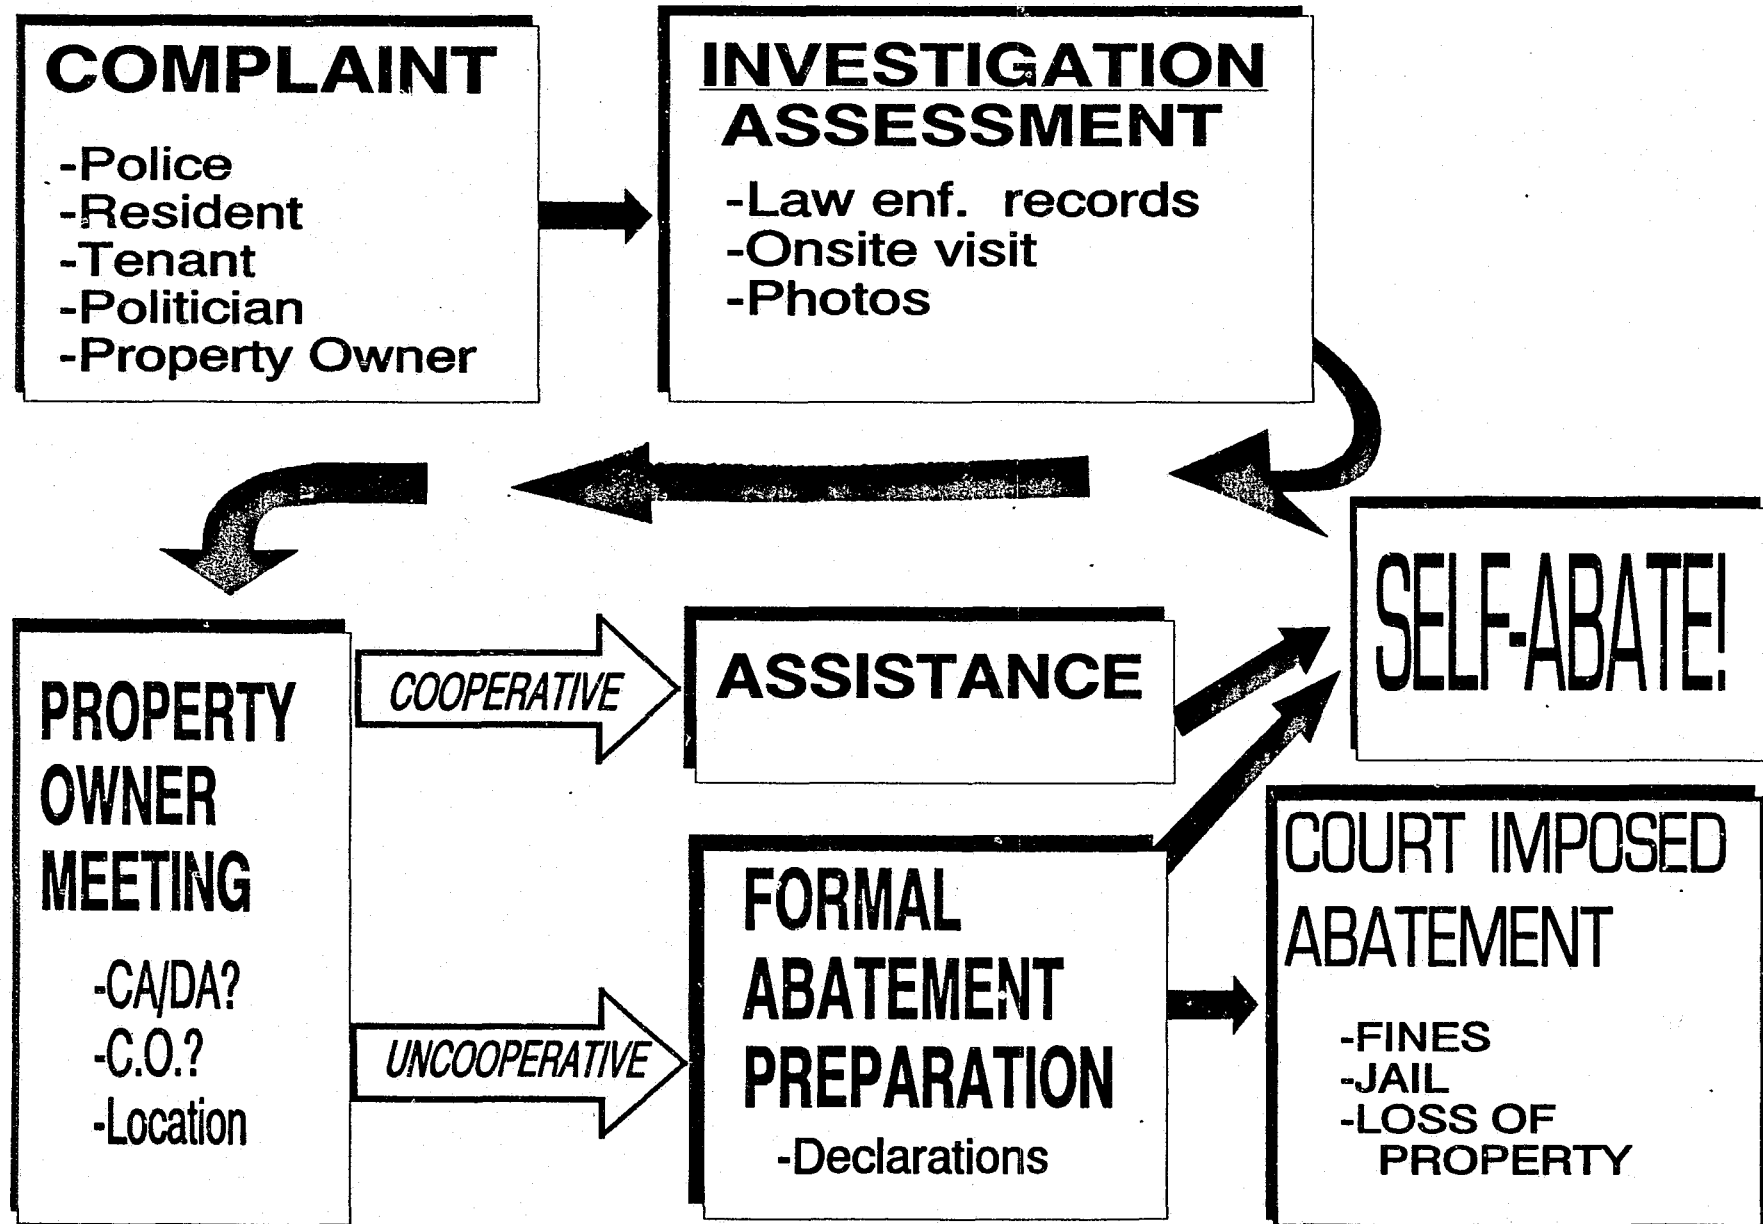 COMPLAINT
-Police
-Resident
-Tenant
-Politician
-Property Owner
INVESTIGATION
ASSESSMENT
-Law enf. records
-Onsite visit
-Photos
PROPERTY
OWNER
MEETING
-CA/DA?
-C.O.?
-Location
COOPERATIVE
ASSISTANCE
SELF-ABATE!
UNCOOPERATIVE
FORMAL
ABATEMENT
PREPARATION
-Declarations
COURT IMPOSED
ABATEMENT
-FINES
-JAIL
-LOSS OF
PROPERTY